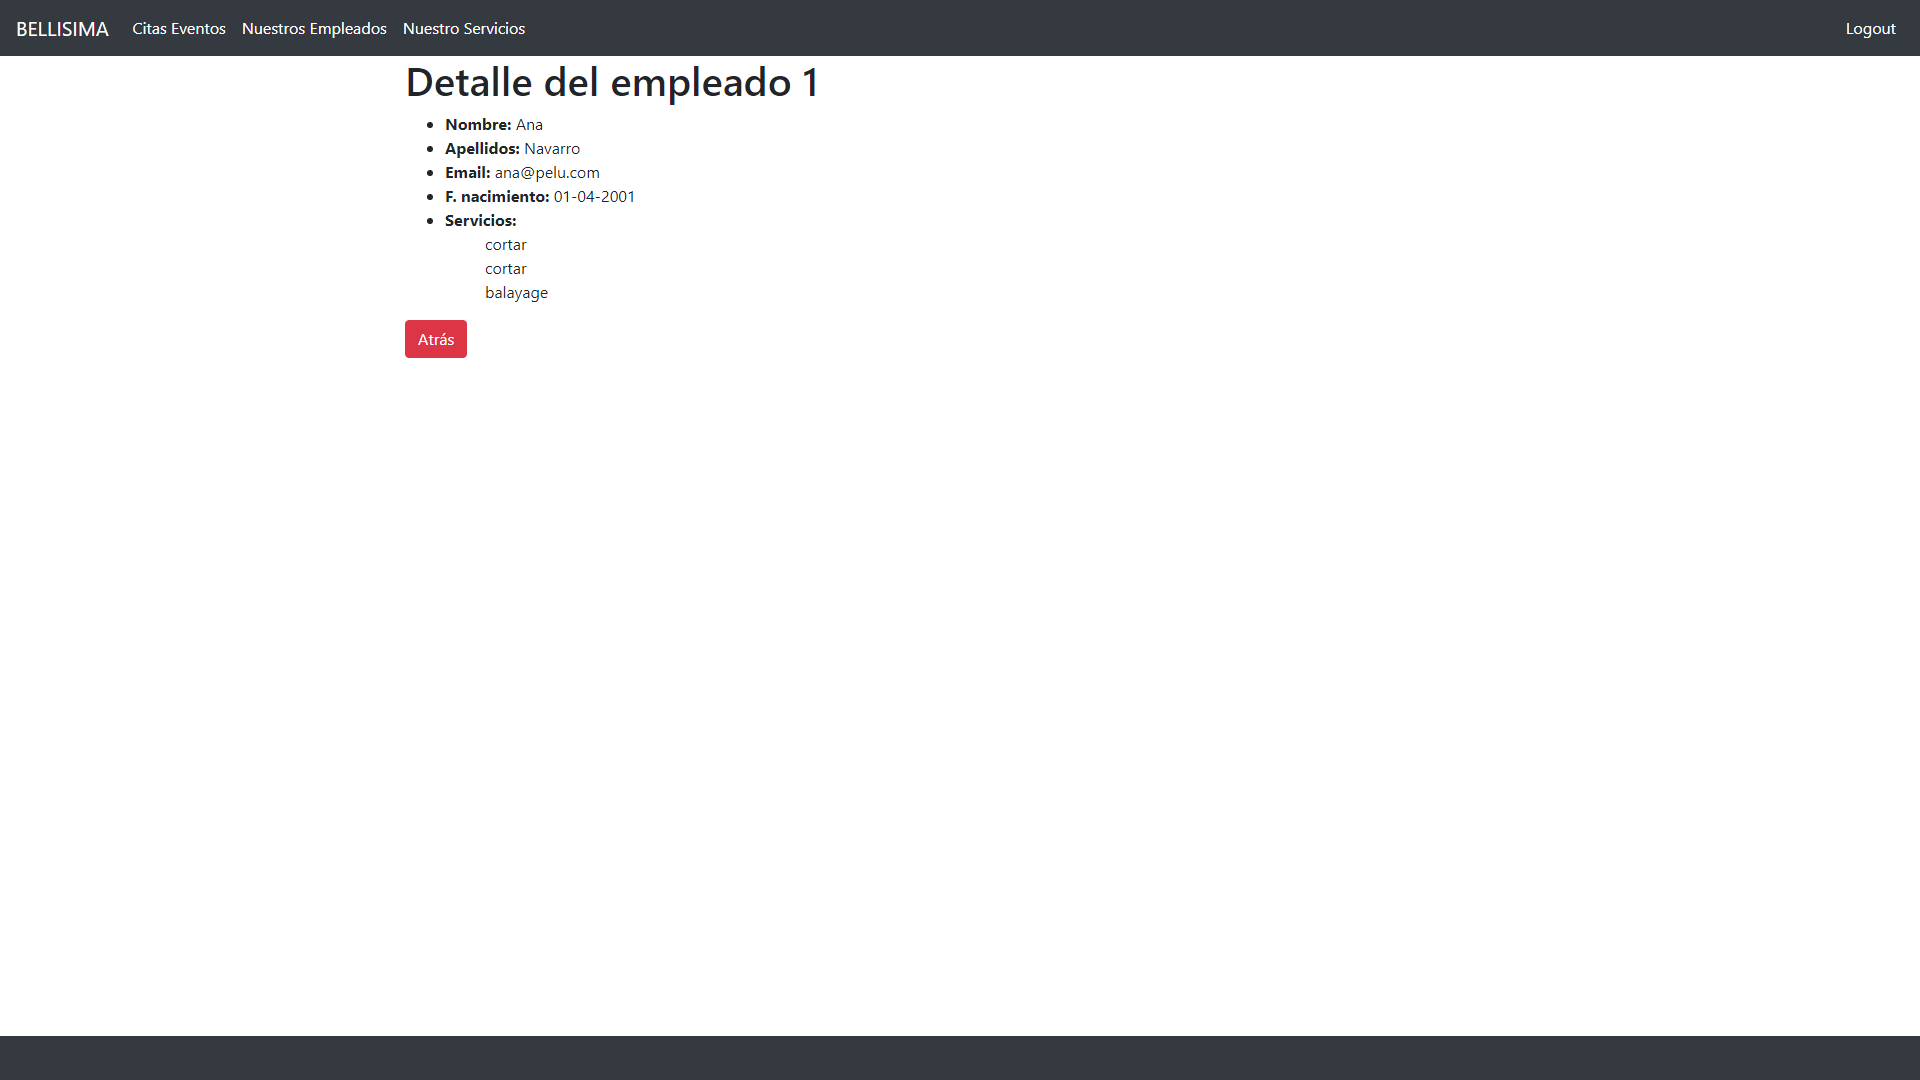 BELLISIMA Citas Eventos Nuestros Empleados Nuestro Servicios Logout
Detalle del empleado 1
Nombre: Ana
Apellidos: Navarro
Email: ana@pelu.com
F. nacimiento: 01-04-2001
Servicios:
cortar
cortar
balayage
Atrás